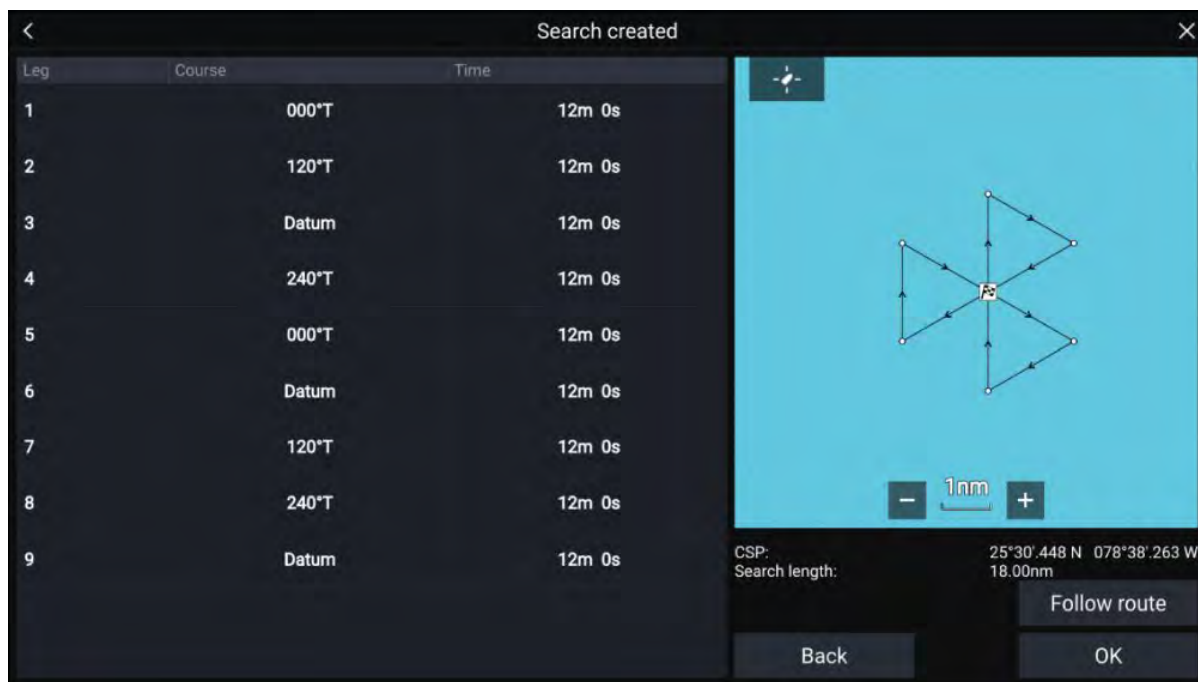 Search created
Leg Course Time
1 000°T 12m 0s
2 120°T 12m 0s
3 Datum 12m 0s
4 240°T 12m 0s
5 000°T 12m 0s
6 Datum 12m 0s
7 120°T 12m 0s
8 240°T 12m 0s
9 Datum 12m 0s
1nm
CSP: 25°30'.448 N 078°38'.263 W
Search length: 18.00nm
Follow route
Back OK